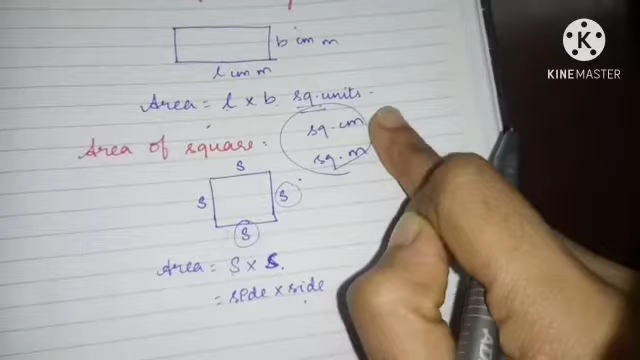 b cm m
l cm m
Area = l x b sq.units.
Area of square:
sq.cm
sq.m
s
s
s
s
Area = S x S.
= side x side
K
KINEMASTER